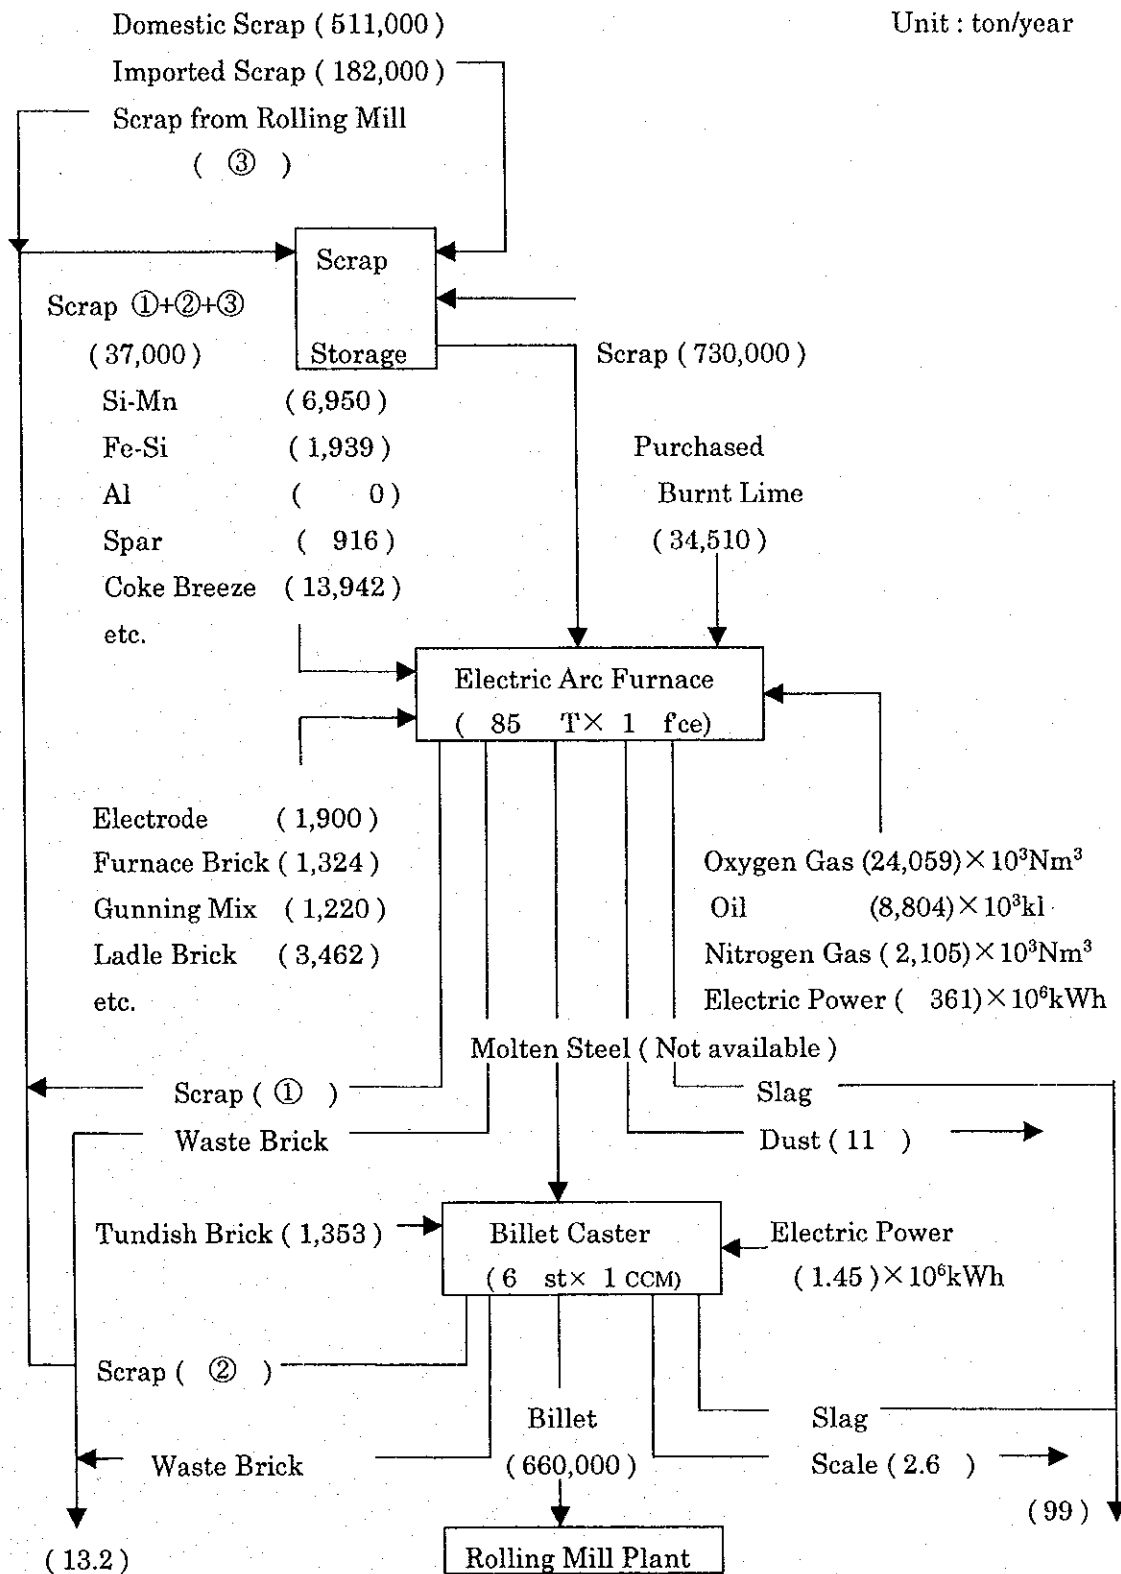 Domestic Scrap ( 511,000)
Unit : ton/year
Imported Scrap ( 182,000 )
Scrap from Rolling Mill
( ③ )
Scrap
Storage
Scrap ①+②+③
( 37,000 )
Scrap ( 730,000 )
Si-Mn ( 6,950 )
Fe-Si ( 1,939 )
Al ( 0 )
Spar ( 916 )
Coke Breeze ( 13,942 )
etc.
Purchased
Burnt Lime
( 34,510 )
Electric Arc Furnace
( 85 T× 1 fce)
Electrode ( 1,900 )
Furnace Brick ( 1,324 )
Gunning Mix ( 1,220 )
Ladle Brick ( 3,462 )
etc.
Oxygen Gas (24,059)×10³Nm³
Oil (8,804)×10³kl
Nitrogen Gas ( 2,105)×10³Nm³
Electric Power ( 361)×10⁶kWh
Molten Steel ( Not available )
Scrap ( ① )
Slag
Waste Brick
Dust ( 11 )
Tundish Brick ( 1,353 )
Billet Caster
( 6 st× 1 CCM)
Electric Power
( 1.45 )×10⁶kWh
Scrap ( ② )
Billet
( 660,000 )
Slag
Waste Brick
Scale ( 2.6 )
( 99 )
( 13.2 )
Rolling Mill Plant